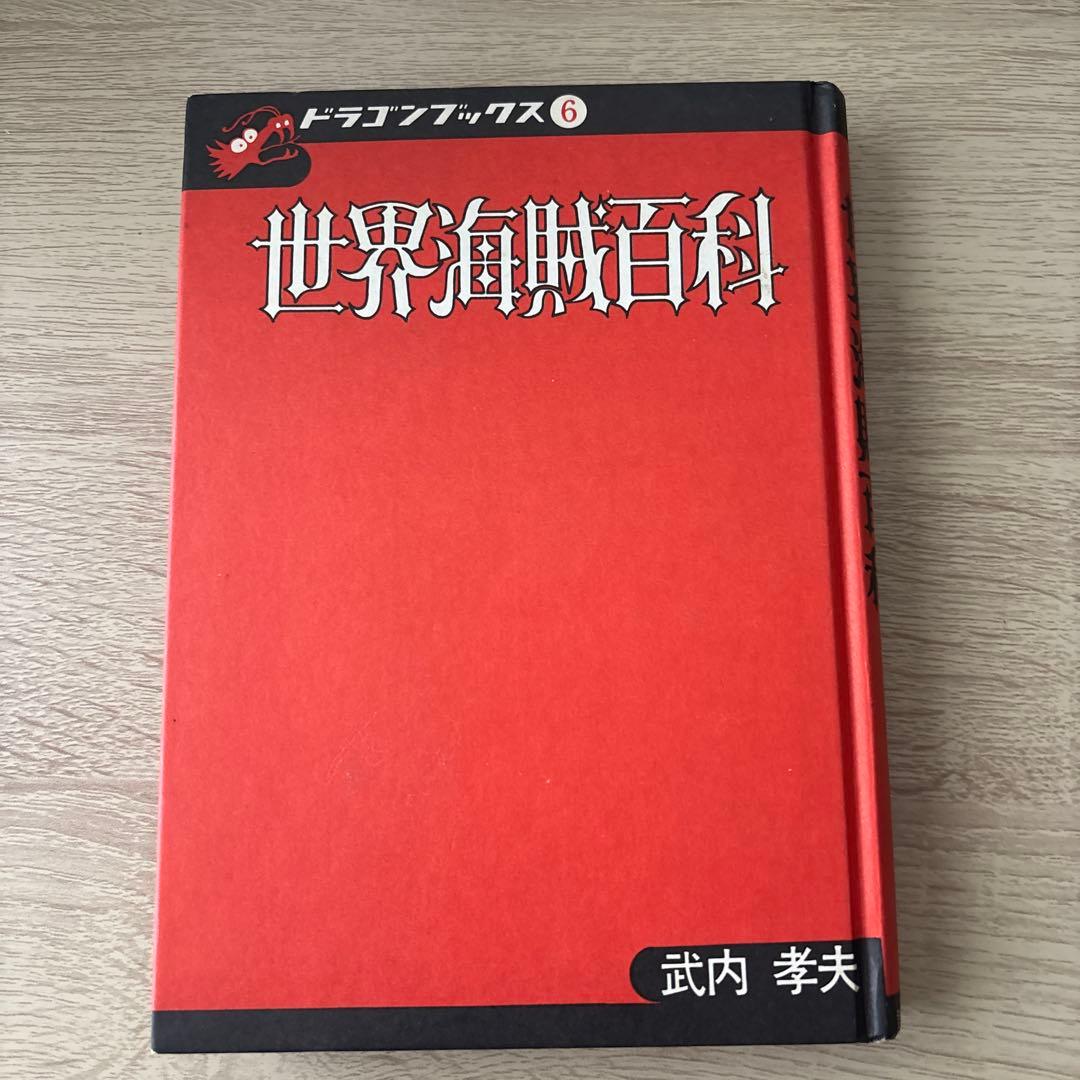 ドラゴンブックス6
世界海賊百科
武内 孝夫